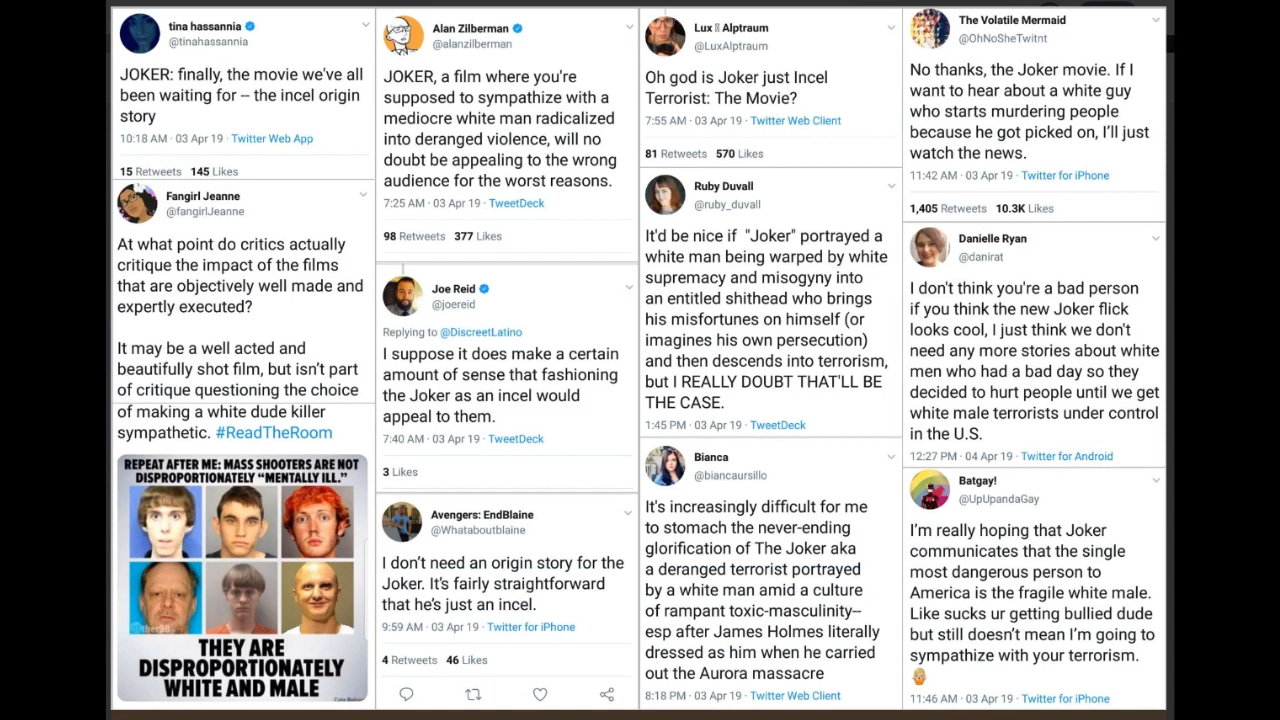 tina hassannia
@tinahassannia
JOKER: finally, the movie we've all
been waiting for -- the incel origin
story
10:18 AM · 03 Apr 19 · Twitter Web App
15 Retweets 145 Likes
Fangirl Jeanne
@fangirlJeanne
At what point do critics actually
critique the impact of the films
that are objectively well made and
expertly executed?
It may be a well acted and
beautifully shot film, but isn't part
of critique questioning the choice
of making a white dude killer
sympathetic. #ReadTheRoom
REPEAT AFTER ME: MASS SHOOTERS ARE NOT
DISPROPORTIONATELY “MENTALLY ILL.”
THEY ARE
DISPROPORTIONATELY
WHITE AND MALE
Alan Zilberman
@alanzilberman
JOKER, a film where you're
supposed to sympathize with a
mediocre white man radicalized
into deranged violence, will no
doubt be appealing to the wrong
audience for the worst reasons.
7:25 AM · 03 Apr 19 · TweetDeck
98 Retweets 377 Likes
Joe Reid
@joereid
Replying to @DiscreetLatino
I suppose it does make a certain
amount of sense that fashioning
the Joker as an incel would
appeal to them.
7:40 AM · 03 Apr 19 · TweetDeck
3 Likes
Avengers: EndBlaine
@Whataboutblaine
I don’t need an origin story for the
Joker. It’s fairly straightforward
that he’s just an incel.
9:59 AM · 03 Apr 19 · Twitter for iPhone
4 Retweets 46 Likes
Lux Alptraum
@LuxAlptraum
Oh god is Joker just Incel
Terrorist: The Movie?
7:55 AM · 03 Apr 19 · Twitter Web Client
81 Retweets 570 Likes
Ruby Duvall
@ruby_duvall
It'd be nice if "Joker" portrayed a
white man being warped by white
supremacy and misogyny into
an entitled shithead who brings
his misfortunes on himself (or
imagines his own persecution)
and then descends into terrorism,
but I REALLY DOUBT THAT'LL BE
THE CASE.
1:45 PM · 03 Apr 19 · TweetDeck
Bianca
@biancaursillo
It's increasingly difficult for me
to stomach the never-ending
glorification of The Joker aka
a deranged terrorist portrayed
by a white man amid a culture
of rampant toxic-masculinity--
esp after James Holmes literally
dressed as him when he carried
out the Aurora massacre
8:18 PM · 03 Apr 19 · Twitter Web Client
The Volatile Mermaid
@OhNoSheTwitnt
No thanks, the Joker movie. If I
want to hear about a white guy
who starts murdering people
because he got picked on, I’ll just
watch the news.
11:42 AM · 03 Apr 19 · Twitter for iPhone
1,405 Retweets 10.3K Likes
Danielle Ryan
@danirat
I don't think you're a bad person
if you think the new Joker flick
looks cool, I just think we don't
need any more stories about white
men who had a bad day so they
decided to hurt people until we get
white male terrorists under control
in the U.S.
12:27 PM · 04 Apr 19 · Twitter for Android
Batgay!
@UpUpandaGay
I’m really hoping that Joker
communicates that the single
most dangerous person to
America is the fragile white male.
Like sucks ur getting bullied dude
but still doesn’t mean I’m going to
sympathize with your terrorism.
11:46 AM · 03 Apr 19 · Twitter for iPhone